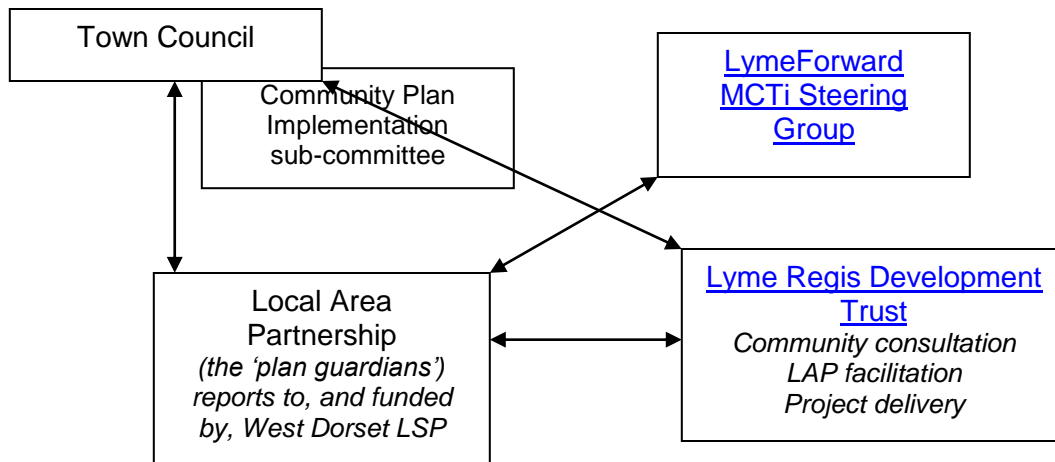 Town Council
Community Plan
Implementation
sub-committee
LymeForward
MCTi Steering
Group
Local Area
Partnership
(the ‘plan guardians’)
reports to, and funded
by, West Dorset LSP
Lyme Regis Development
Trust
Community consultation
LAP facilitation
Project delivery